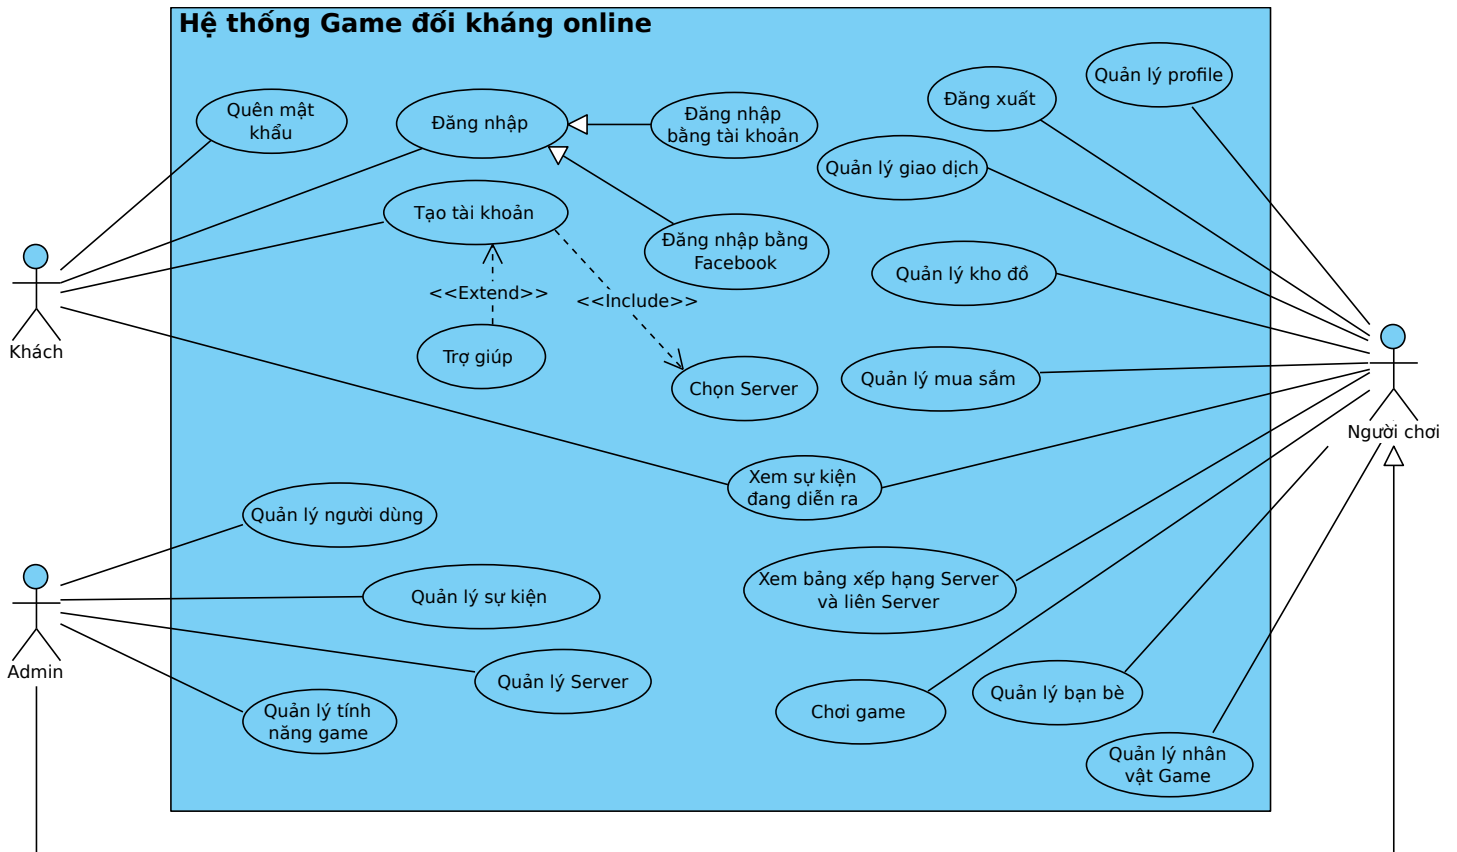 Hệ thống Game đối kháng online
Quên mật
khẩu
Đăng nhập
Đăng nhập
bằng tài khoản
Đăng xuất
Quản lý profile
Quản lý giao dịch
Tạo tài khoản
Đăng nhập bằng
Facebook
Quản lý kho đồ
<<Extend>>
<<Include>>
Khách
Trợ giúp
Chọn Server
Quản lý mua sắm
Người chơi
Xem sự kiện
đang diễn ra
Quản lý người dùng
Quản lý sự kiện
Xem bảng xếp hạng Server
và liên Server
Admin
Quản lý Server
Quản lý tính
năng game
Chơi game
Quản lý bạn bè
Quản lý nhân
vật Game